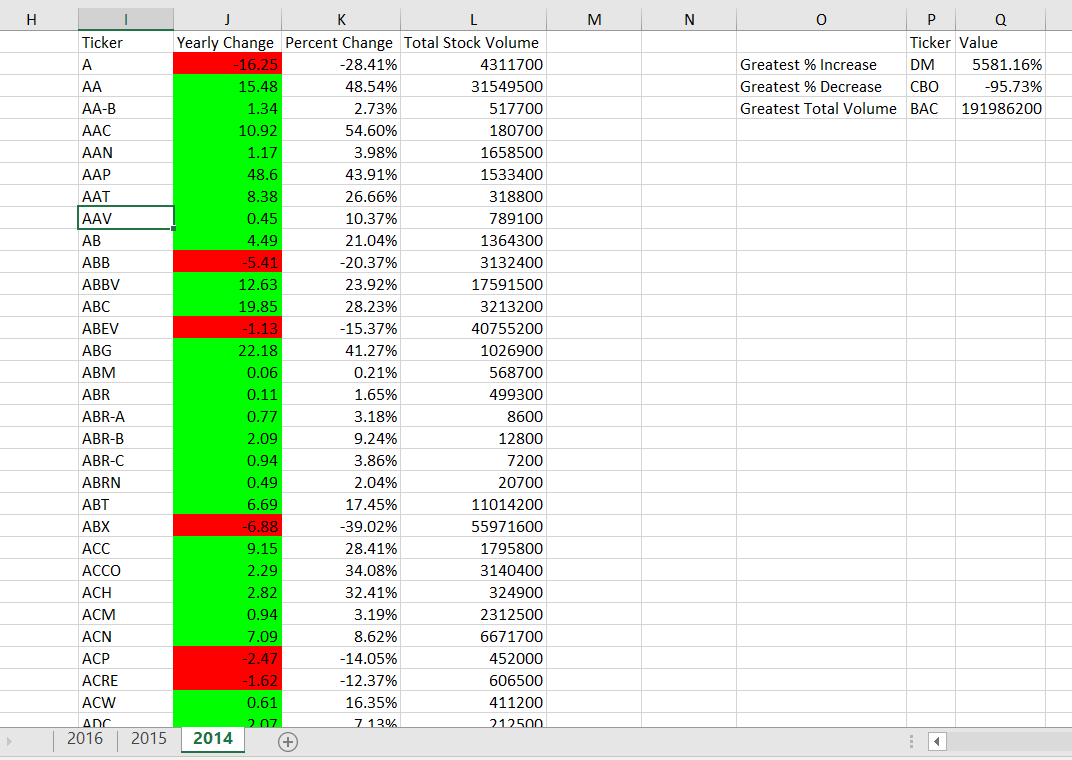 H I J K L M N O P Q
Ticker Yearly Change Percent Change Total Stock Volume Ticker Value
A -16.25 -28.41% 4311700 Greatest % Increase DM 5581.16%
AA 15.48 48.54% 31549500 Greatest % Decrease CBO -95.73%
AA-B 1.34 2.73% 517700 Greatest Total Volume BAC 191986200
AAC 10.92 54.60% 180700
AAN 1.17 3.98% 1658500
AAP 48.6 43.91% 1533400
AAT 8.38 26.66% 318800
AAV 0.45 10.37% 789100
AB 4.49 21.04% 1364300
ABB -5.41 -20.37% 3132400
ABBV 12.63 23.92% 17591500
ABC 19.85 28.23% 3213200
ABEV -1.13 -15.37% 40755200
ABG 22.18 41.27% 1026900
ABM 0.06 0.21% 568700
ABR 0.11 1.65% 499300
ABR-A 0.77 3.18% 8600
ABR-B 2.09 9.24% 12800
ABR-C 0.94 3.86% 7200
ABRN 0.49 2.04% 20700
ABT 6.69 17.45% 11014200
ABX -6.88 -39.02% 55971600
ACC 9.15 28.41% 1795800
ACCO 2.29 34.08% 3140400
ACH 2.82 32.41% 324900
ACM 0.94 3.19% 2312500
ACN 7.09 8.62% 6671700
ACP -2.47 -14.05% 452000
ACRE -1.62 -12.37% 606500
ACW 0.61 16.35% 411200
ADC 2.07 7.13% 212500
2016 2015 2014